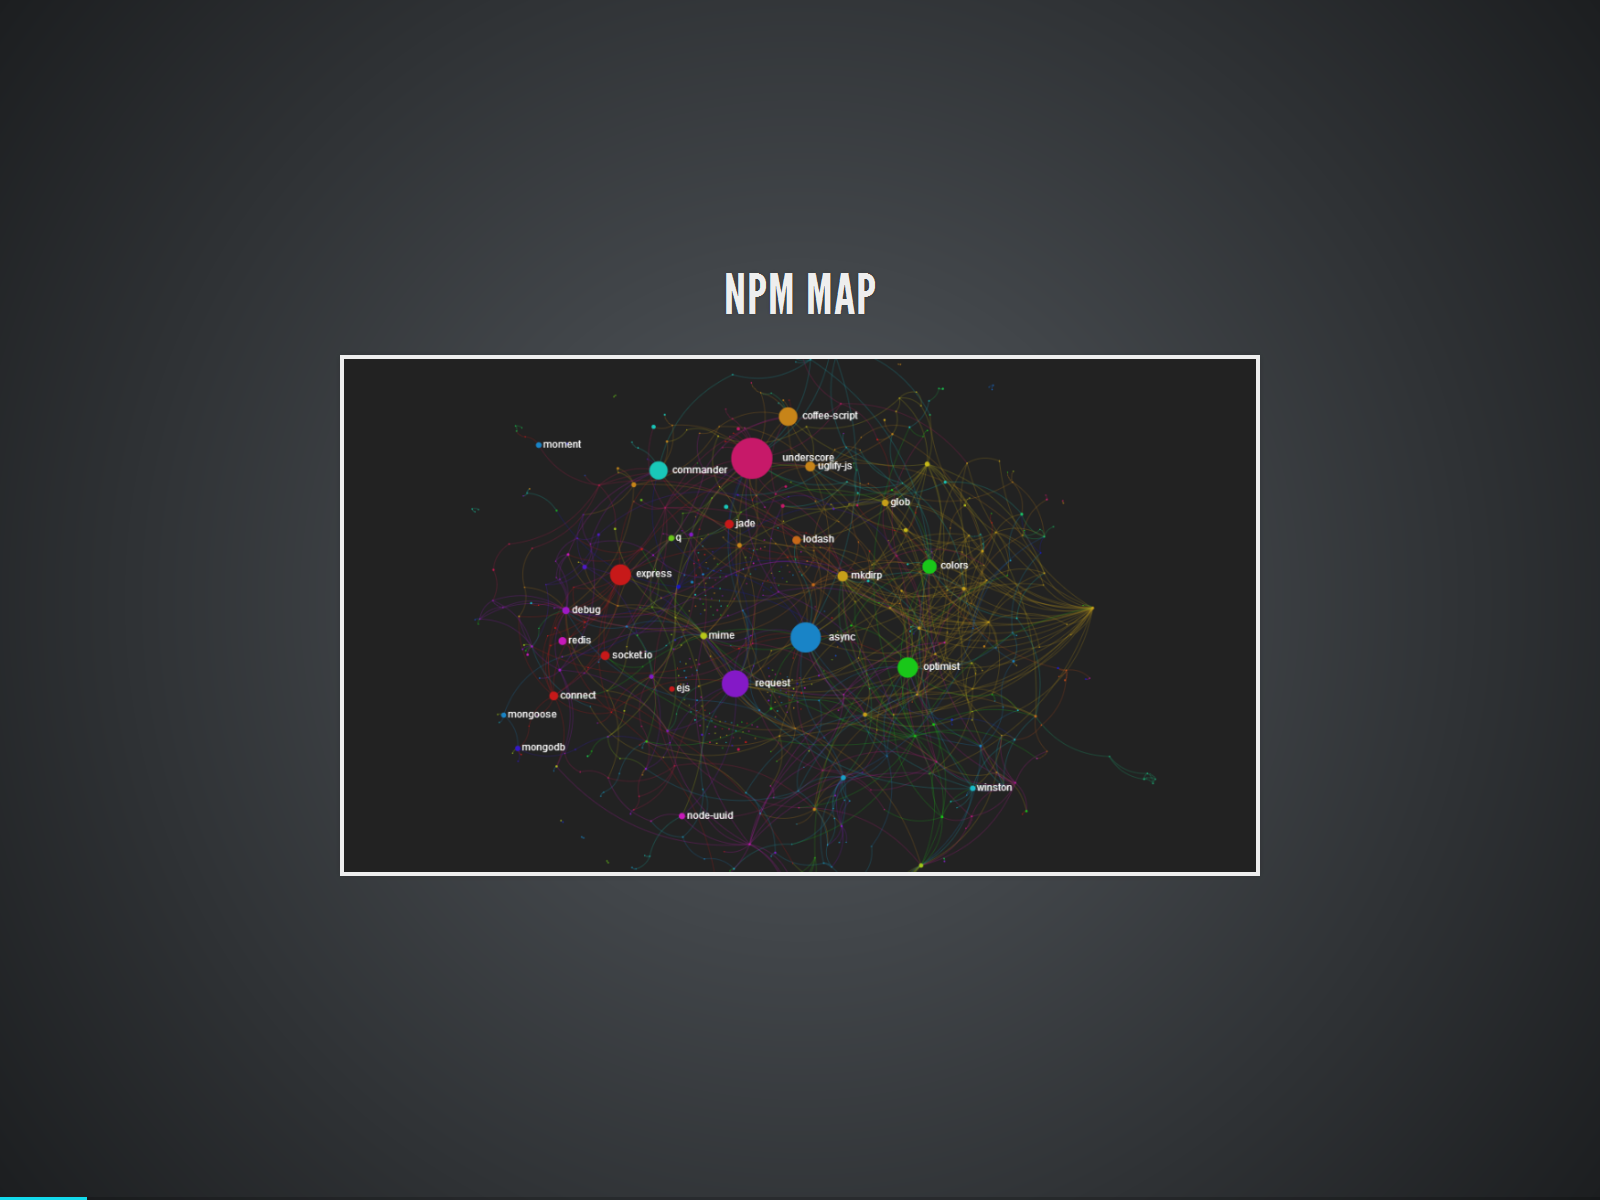 NPM MAP
coffee-script
moment
underscore
uglify-js
commander
glob
jade
q
lodash
colors
express
mkdirp
debug
mime
async
redis
socket.io
optimist
request
ejs
connect
mongoose
mongodb
winston
node-uuid